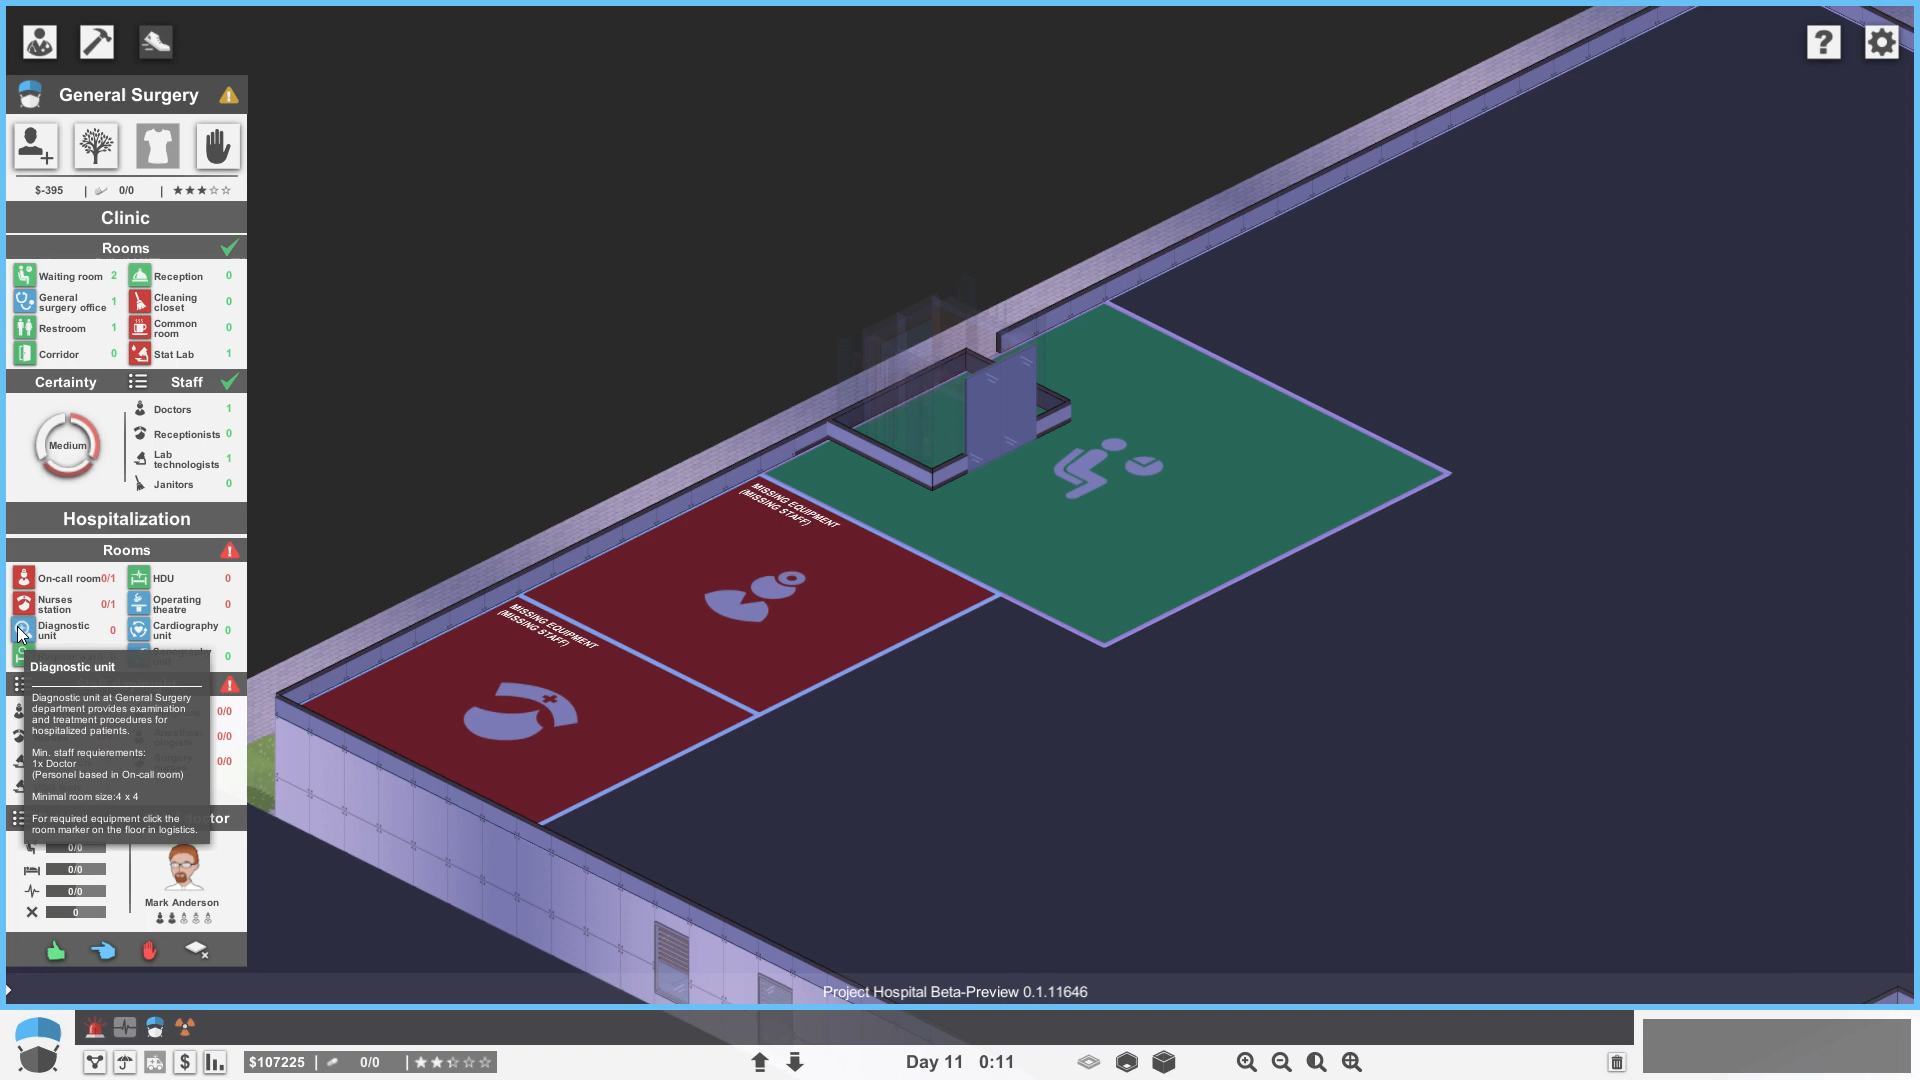 General Surgery
$-395 | 0/0 |
Clinic
Rooms
Waiting room 2
Reception 0
General
surgery office 1
Cleaning
closet 0
Restroom 1
Common
room 0
Corridor 0
Stat Lab 1
Certainty
Staff
Medium
Doctors 1
Receptionists 0
Lab
technologists 1
Janitors 0
Hospitalization
Rooms
On-call room 0/1
HDU 0
Nurses
station 0/1
Operating
theatre 0
Diagnostic
unit 0
Cardiography
unit 0
0
Diagnostic unit
Diagnostic unit at General Surgery
department provides examination
and treatment procedures for
hospitalized patients.
Min. staff requierements:
1x Doctor
(Personel based in On-call room)
Minimal room size:4 x 4
For required equipment click the
room marker on the floor in logistics.
0/0
0/0
0/0
0/0
0/0
0/0
0
Mark Anderson
MISSING EQUIPMENT
(MISSING STAFF)
MISSING EQUIPMENT
(MISSING STAFF)
Project Hospital Beta-Preview 0.1.11646
$107225 | 0/0 |
Day 11 0:11